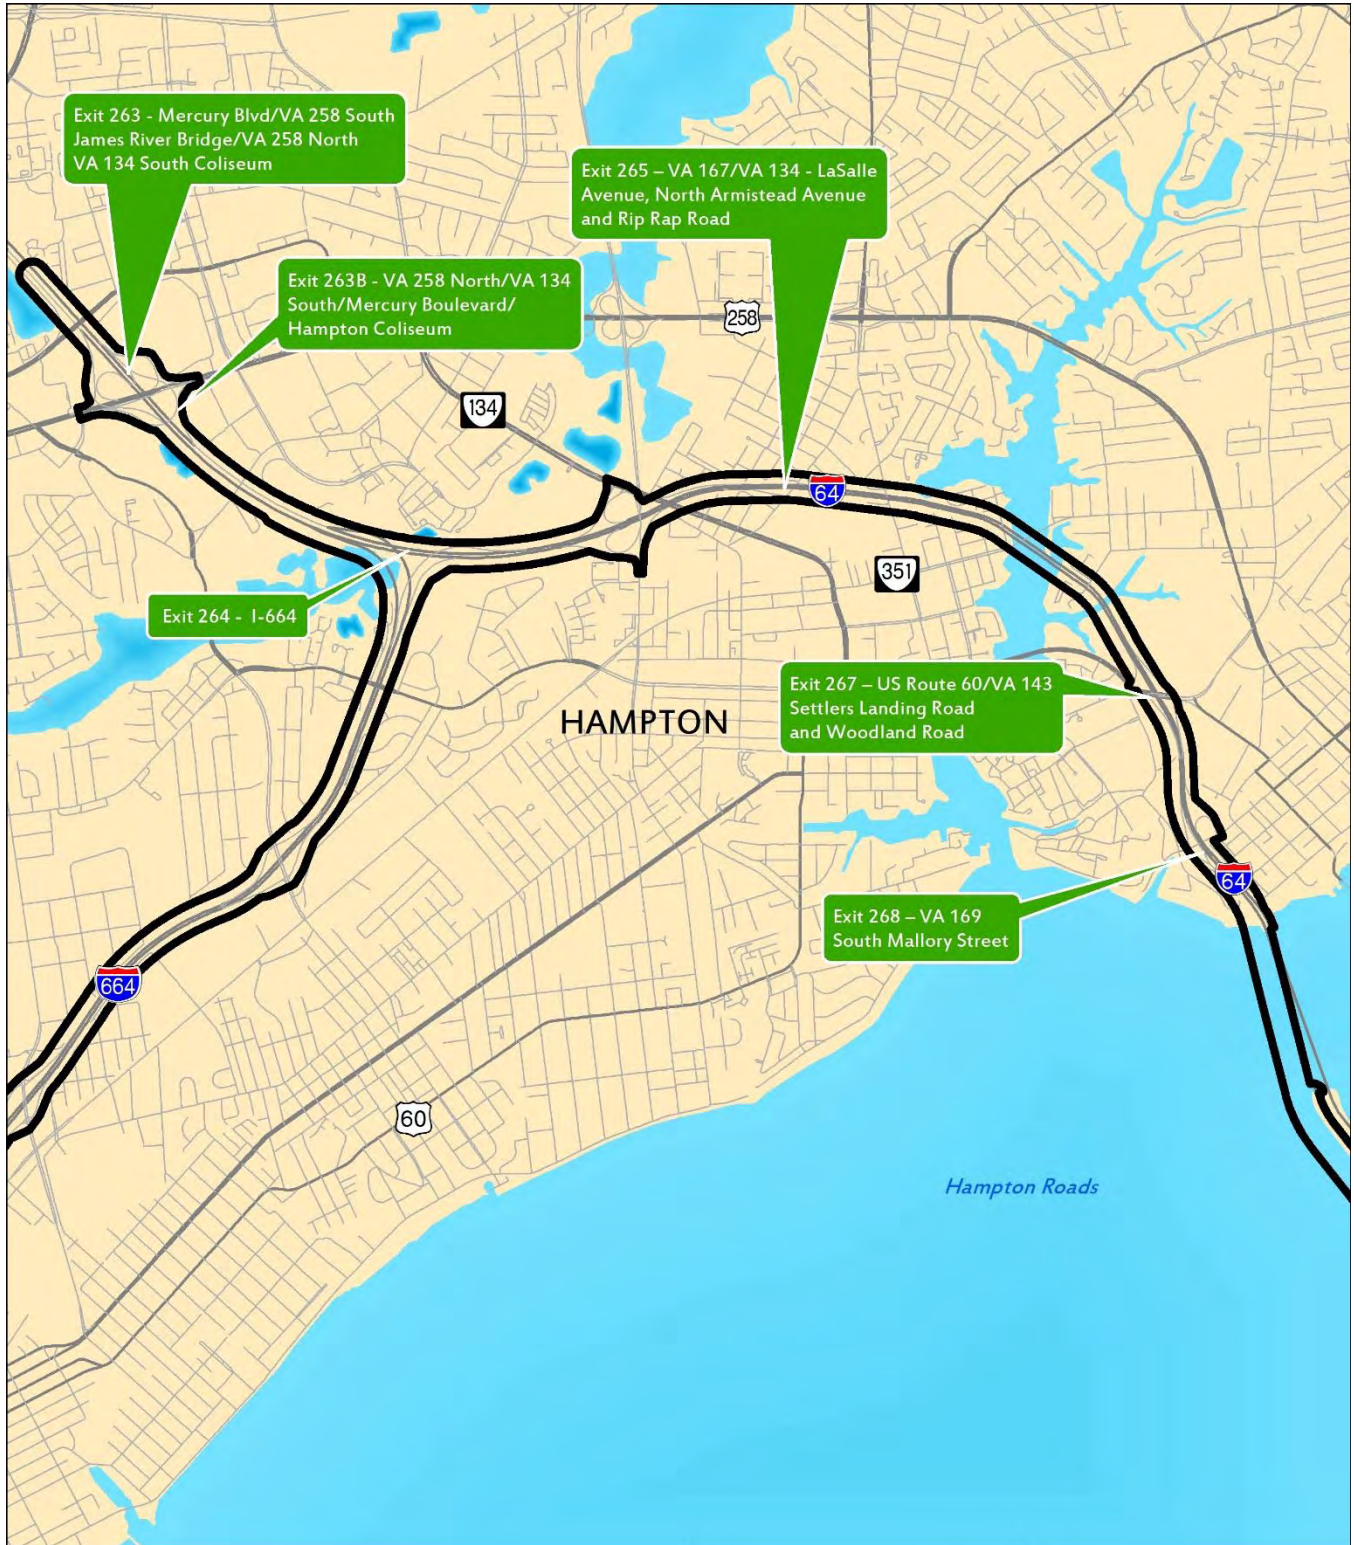 Exit 263 - Mercury Blvd/VA 258 South
James River Bridge/VA 258 North
VA 134 South Coliseum
Exit 265 – VA 167/VA 134 - LaSalle
Avenue, North Armistead Avenue
and Rip Rap Road
Exit 263B - VA 258 North/VA 134
South/Mercury Boulevard/
Hampton Coliseum
258
134
64
351
Exit 264 - I-664
Exit 267 – US Route 60/VA 143
Settlers Landing Road
and Woodland Road
HAMPTON
64
Exit 268 – VA 169
South Mallory Street
664
60
Hampton Roads